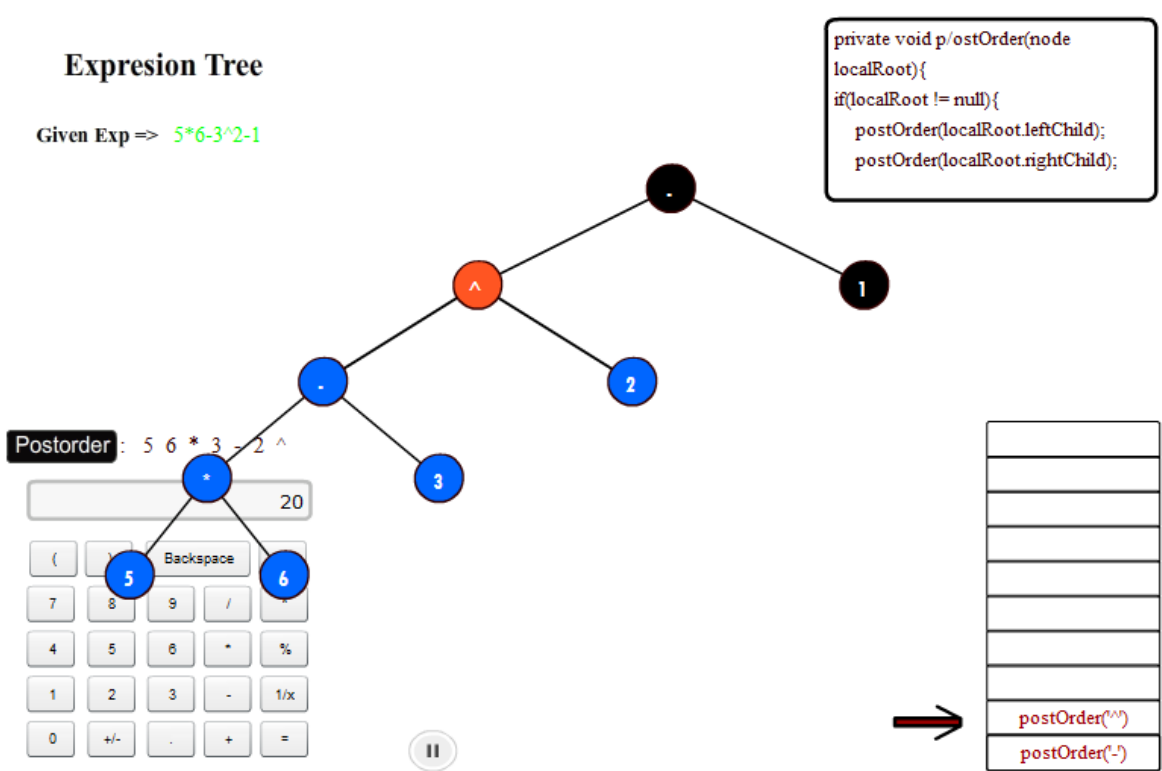 Expresion Tree
Given Exp => 5*6-3^2-1
private void p/ostOrder(node
localRoot){
if(localRoot != null){
postOrder(localRoot.leftChild);
postOrder(localRoot.rightChild);
-
^
1
-
2
Postorder : 5 6 * 3 - 2 ^
*
3
20
5
6
( ) Backspace
7 8 9 / ^
4 5 6 * %
1 2 3 - 1/x
0 +/- . + =
postOrder('^')
postOrder('-')